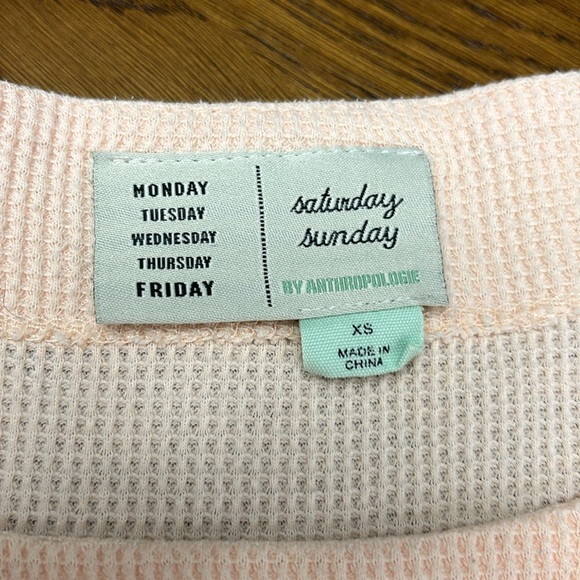 MONDAY
TUESDAY
WEDNESDAY
THURSDAY
FRIDAY
saturday
sunday
BY ANTHROPOLOGIE
XS
MADE IN
CHINA